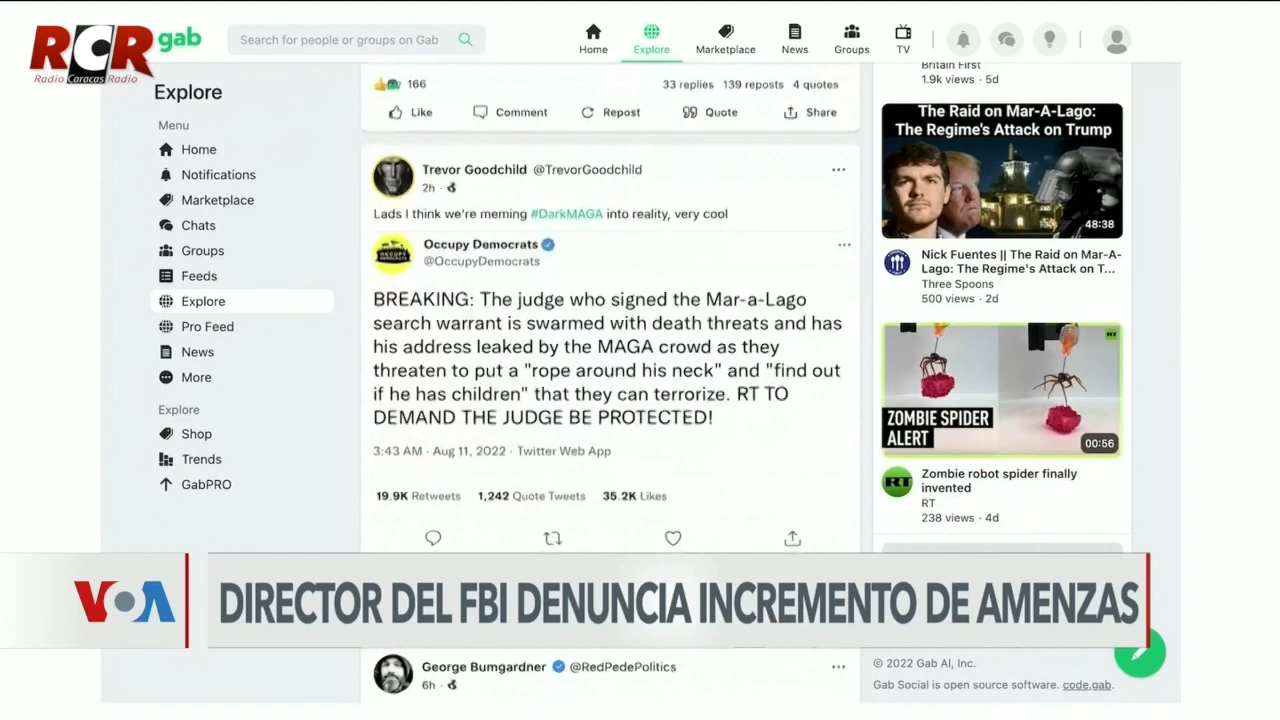 RCR
Radio Caracas Radio
gab
Search for people or groups on Gab
Home
Explore
Marketplace
News
Groups
TV
Explore
Menu
Home
Notifications
Marketplace
Chats
Groups
Feeds
Explore
Pro Feed
News
More
Explore
Shop
Trends
GabPRO
166
33 replies 139 reposts 4 quotes
Like Comment Repost Quote Share
Trevor Goodchild @TrevorGoodchild
2h ·
Lads I think we're meming #DarkMAGA into reality, very cool
Occupy Democrats
@OccupyDemocrats
BREAKING: The judge who signed the Mar-a-Lago
search warrant is swarmed with death threats and has
his address leaked by the MAGA crowd as they
threaten to put a "rope around his neck" and "find out
if he has children" that they can terrorize. RT TO
DEMAND THE JUDGE BE PROTECTED!
3:43 AM · Aug 11, 2022 · Twitter Web App
19.9K Retweets 1,242 Quote Tweets 35.2K Likes
George Bumgardner @RedPedePolitics
6h ·
Britain First
1.9k views · 5d
The Raid on Mar-A-Lago:
The Regime's Attack on Trump
48:38
Nick Fuentes || The Raid on Mar-A-
Lago: The Regime's Attack on T...
Three Spoons
500 views · 2d
RT
ZOMBIE SPIDER
ALERT
00:56
RT
Zombie robot spider finally
invented
RT
238 views · 4d
© 2022 Gab AI, Inc.
Gab Social is open source software. code.gab.
VOA
DIRECTOR DEL FBI DENUNCIA INCREMENTO DE AMENZAS